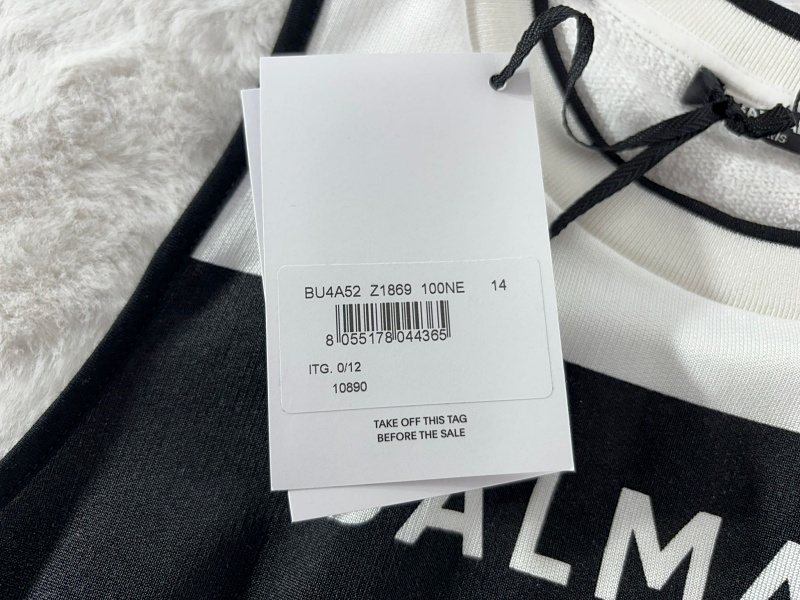 BU4A52 Z1869 100NE 14
8 055178 044365
ITG. 0/12
10890
TAKE OFF THIS TAG
BEFORE THE SALE
ALMA